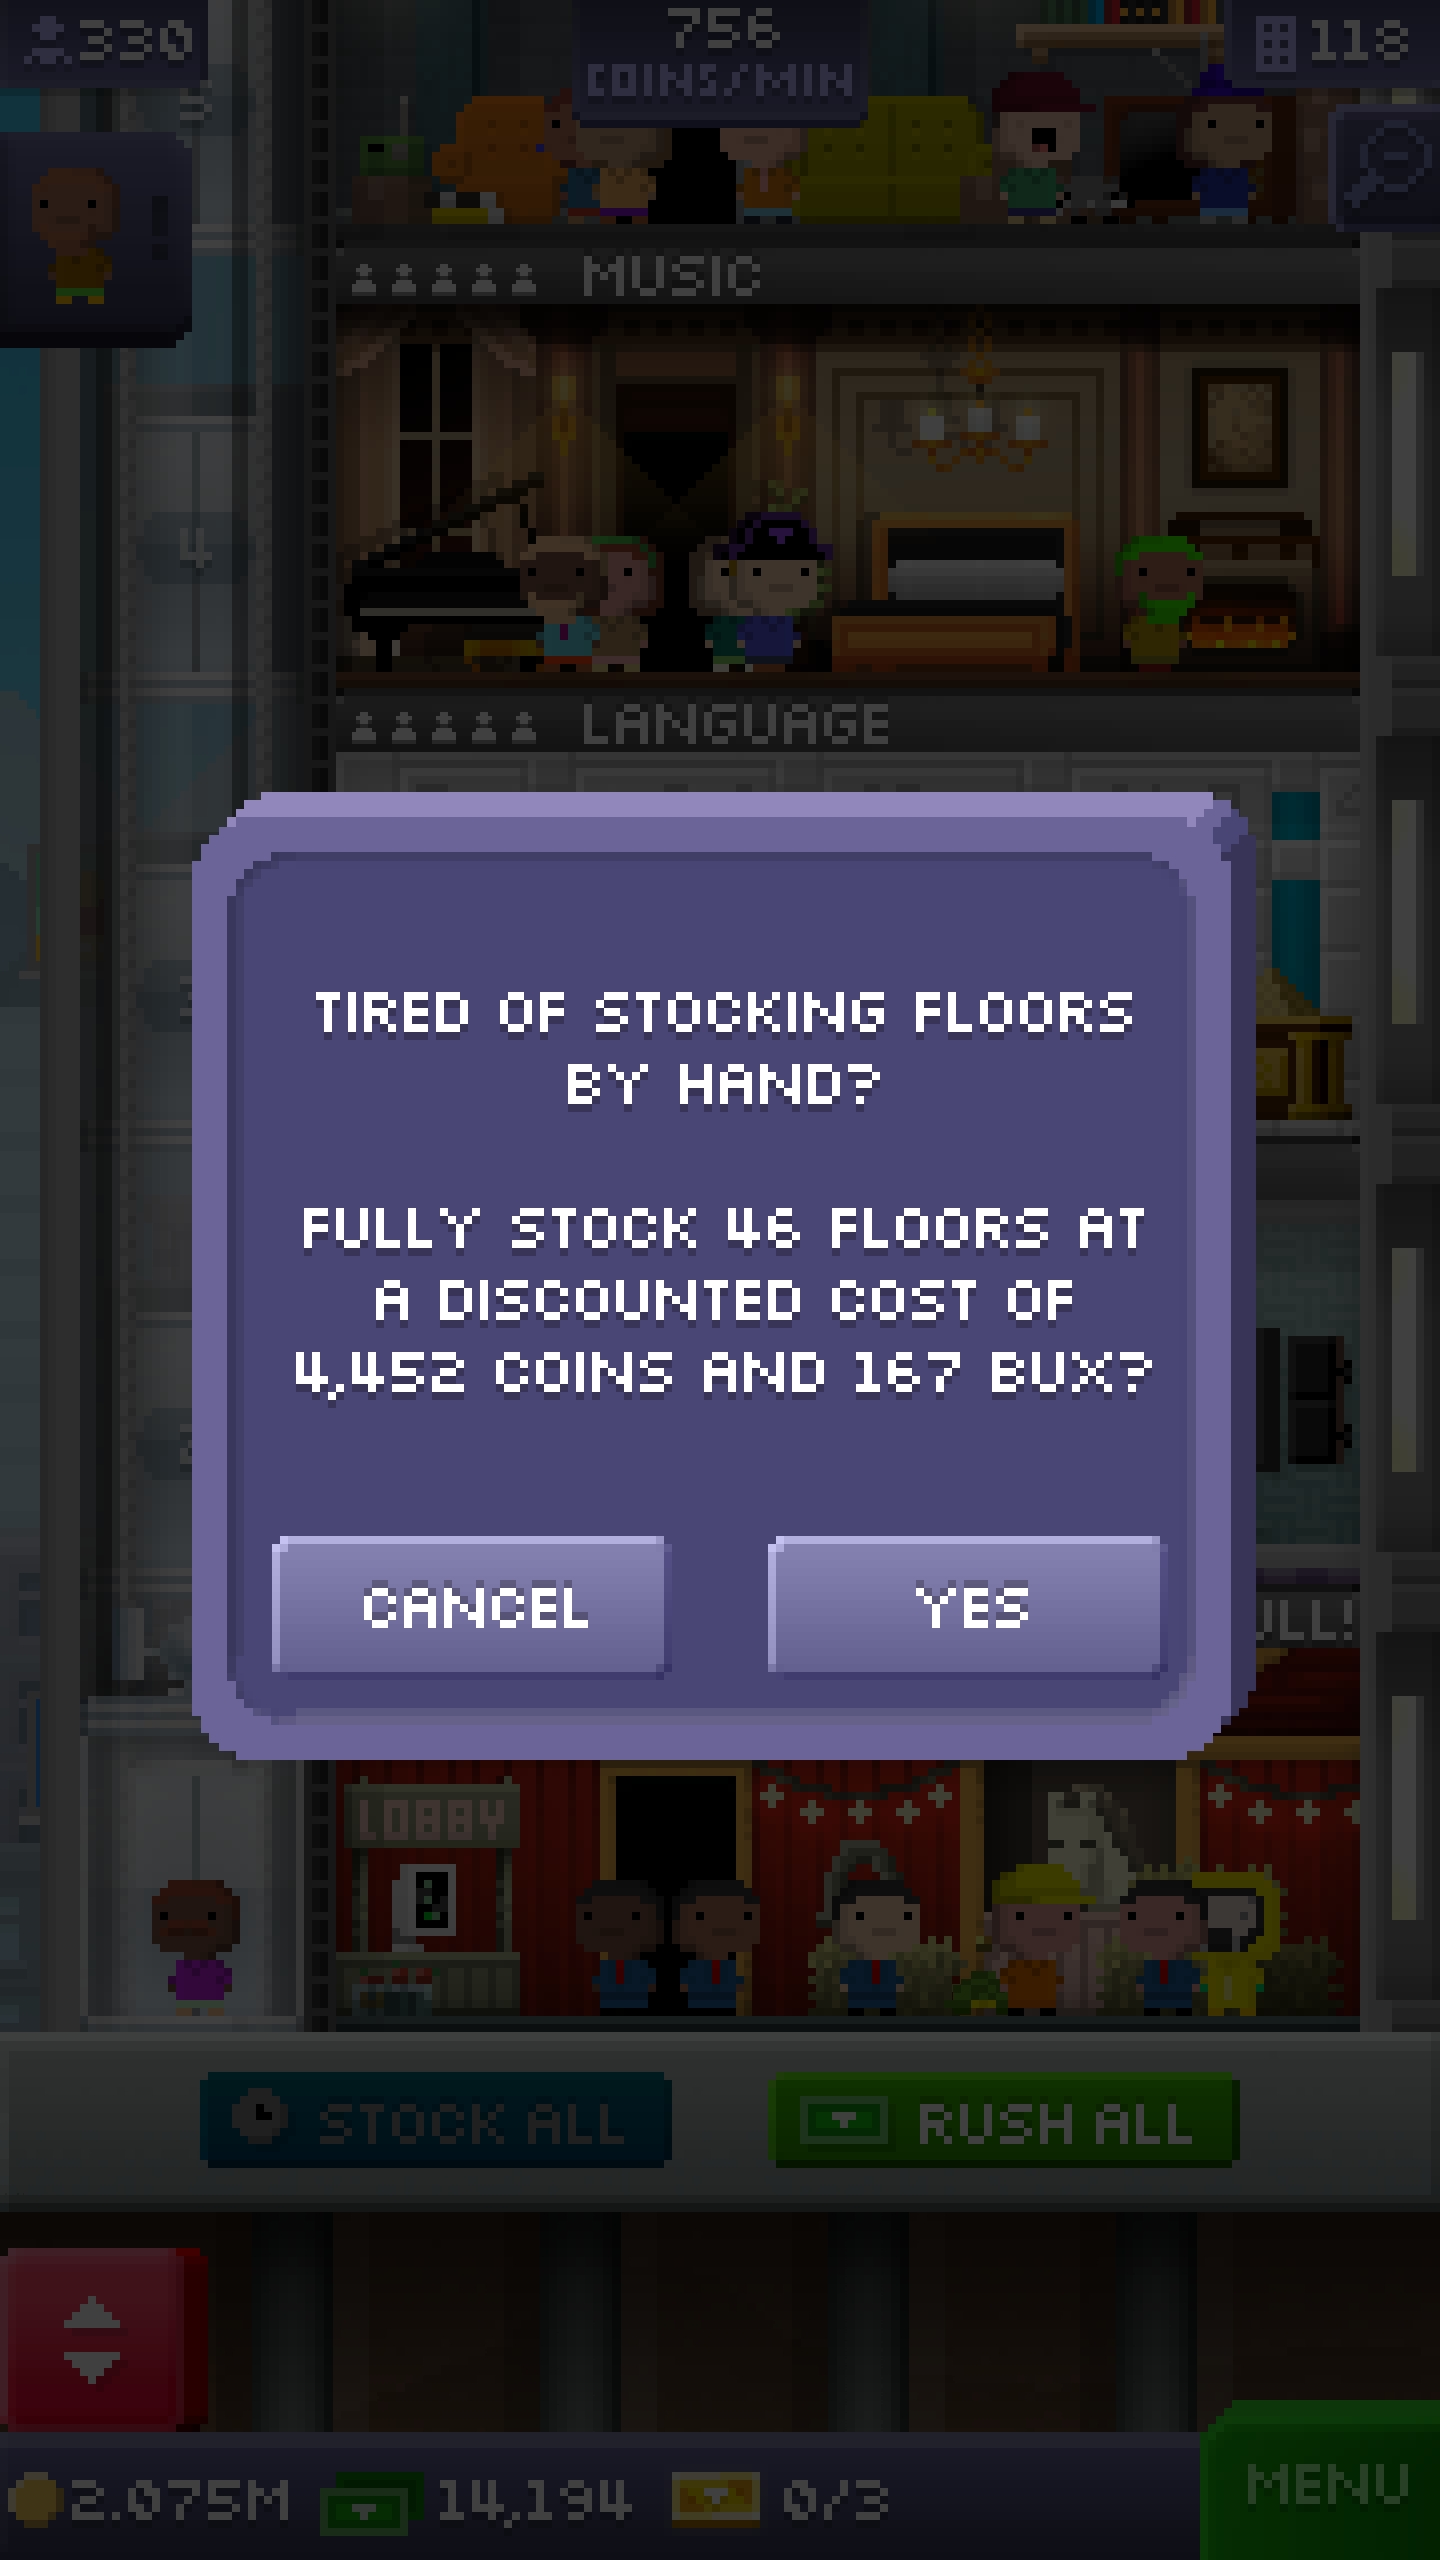 330
756
COINS/MIN
118
5
MUSIC
4
LANGUAGE
TIRED OF STOCKING FLOORS
BY HAND?
FULLY STOCK 46 FLOORS AT
A DISCOUNTED COST OF
4,452 COINS AND 167 BUX?
CANCEL
YES
LOBBY
STOCK ALL
RUSH ALL
2.075M
14,194
0/3
MENU